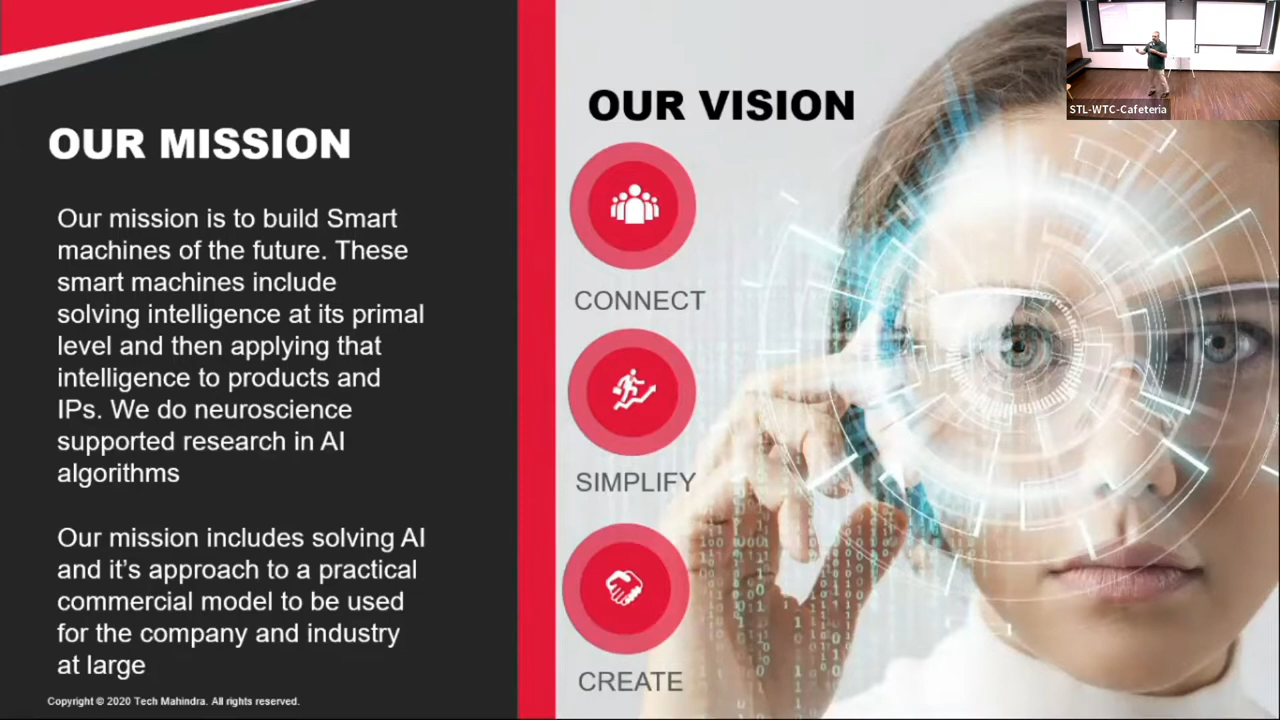 OUR MISSION
Our mission is to build Smart
machines of the future. These
smart machines include
solving intelligence at its primal
level and then applying that
intelligence to products and
IPs. We do neuroscience
supported research in AI
algorithms
Our mission includes solving AI
and it's approach to a practical
commercial model to be used
for the company and industry
at large
Copyright © 2020 Tech Mahindra. All rights reserved.
OUR VISION
CONNECT
SIMPLIFY
CREATE
STL-WTC-Cafeteria